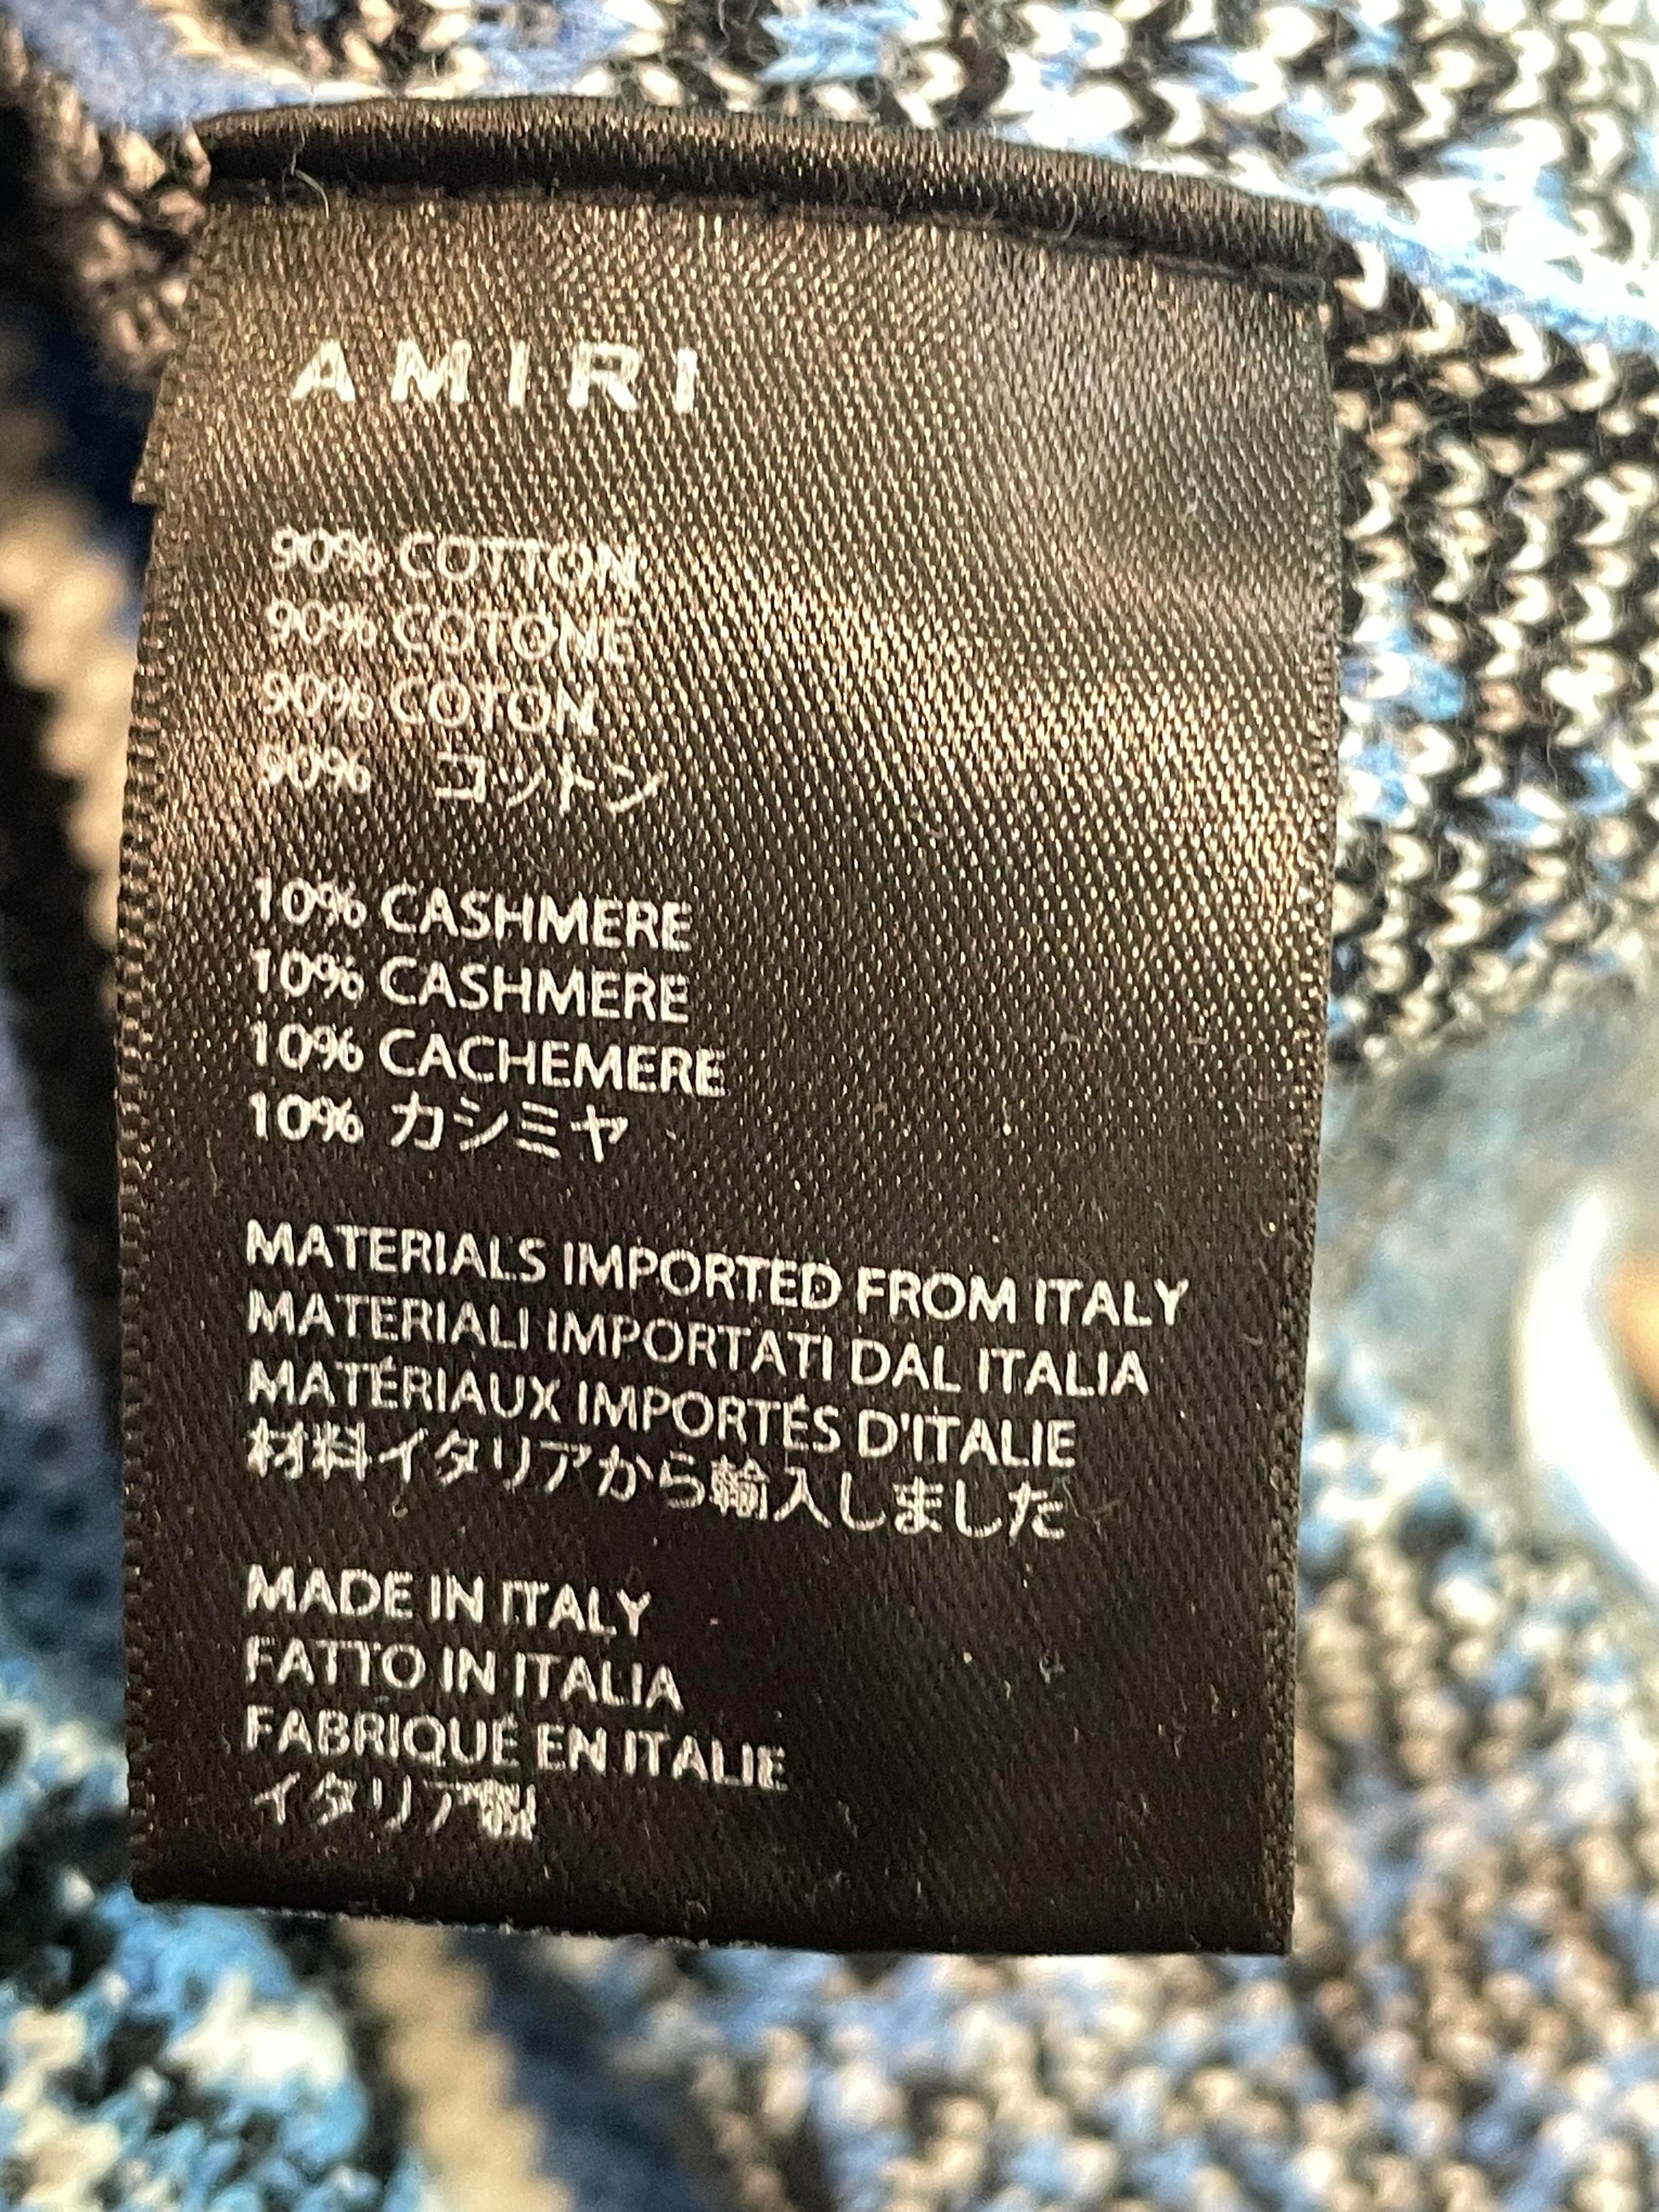 AMIRI
90% COTTON
90% COTONE
90% COTON
90% コットン
10% CASHMERE
10% CASHMERE
10% CACHEMERE
10% カシミヤ
MATERIALS IMPORTED FROM ITALY
MATERIALI IMPORTATI DAL ITALIA
MATÉRIAUX IMPORTÉS D'ITALIE
材料イタリアから輸入しました
MADE IN ITALY
FATTO IN ITALIA
FABRIQUÉ EN ITALIE
イタリア製